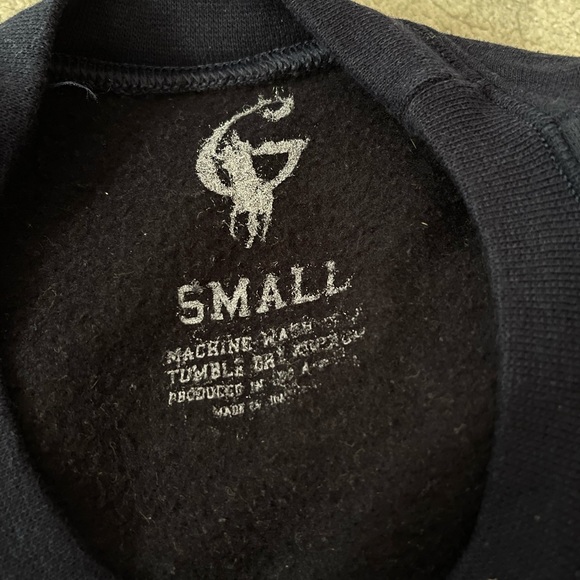 SMALL
MACHINE WASH
TUMBLE DRY
PRODUCED IN
MADE IN